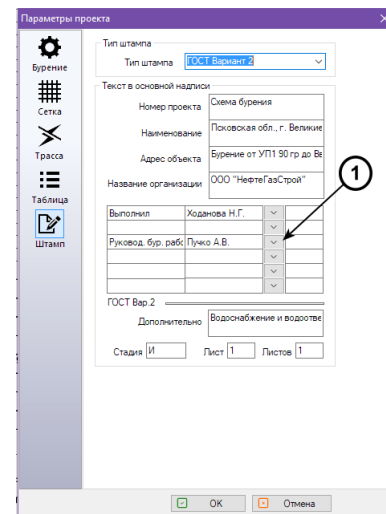 Параметры проекта
Бурение
Сетка
Трасса
Таблица
Штамп
Тип штампа
Тип штампа ГОСТ Вариант 2
Текст в основной надписи
Номер проекта Схема бурения
Наименование Псковская обл., г. Великие
Адрес объекта Бурение от УП1 90 гр до Ве
Название организации ООО "НефтеГазСтрой"
1
Выполнил Ходанова Н.Г.
Руковод. бур. рабо Пучко А.В.
ГОСТ Вар.2
Дополнительно Водоснабжение и водоотве
Стадия И Лист 1 Листов 1
OK Отмена